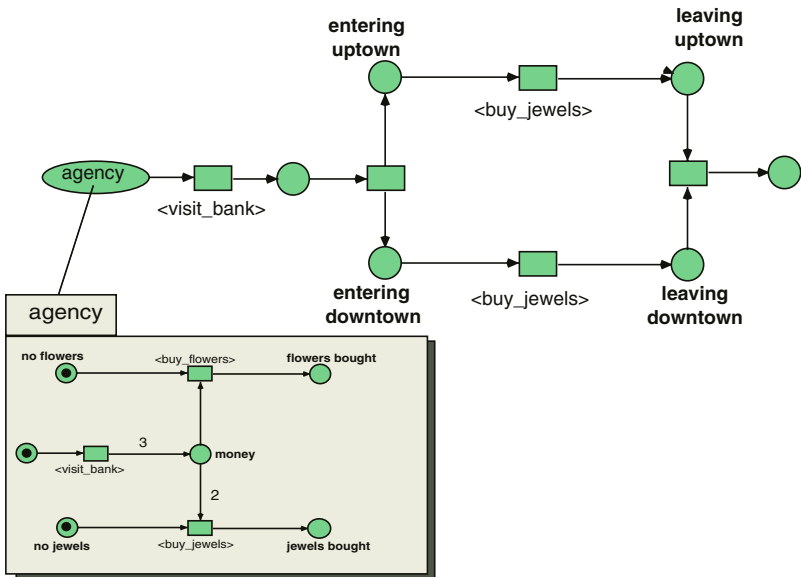 entering
uptown
leaving
uptown
<buy_jewels>
agency
<visit_bank>
<buy_jewels>
entering
downtown
leaving
downtown
agency
no flowers
<buy_flowers>
flowers bought
3
money
<visit_bank>
2
no jewels
<buy_jewels>
jewels bought